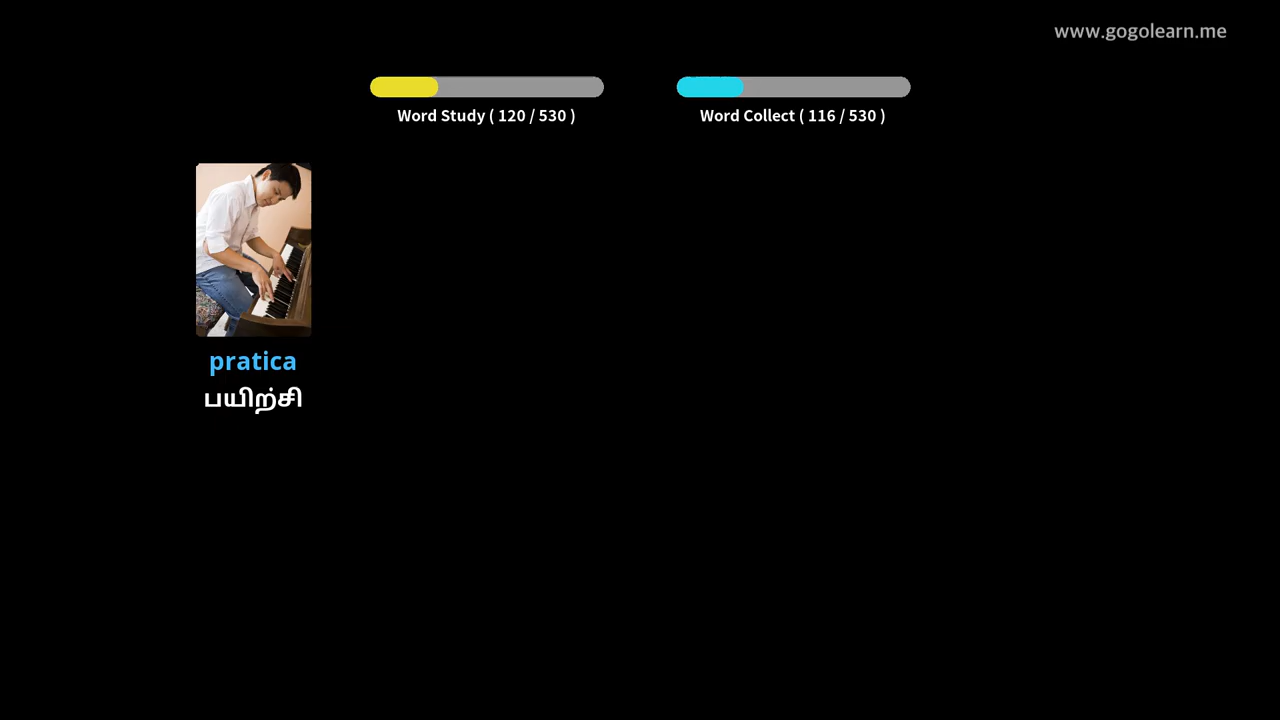 www.gogolearn.me
Word Study ( 120 / 530 )
Word Collect ( 116 / 530 )
pratica
பயிற்சி